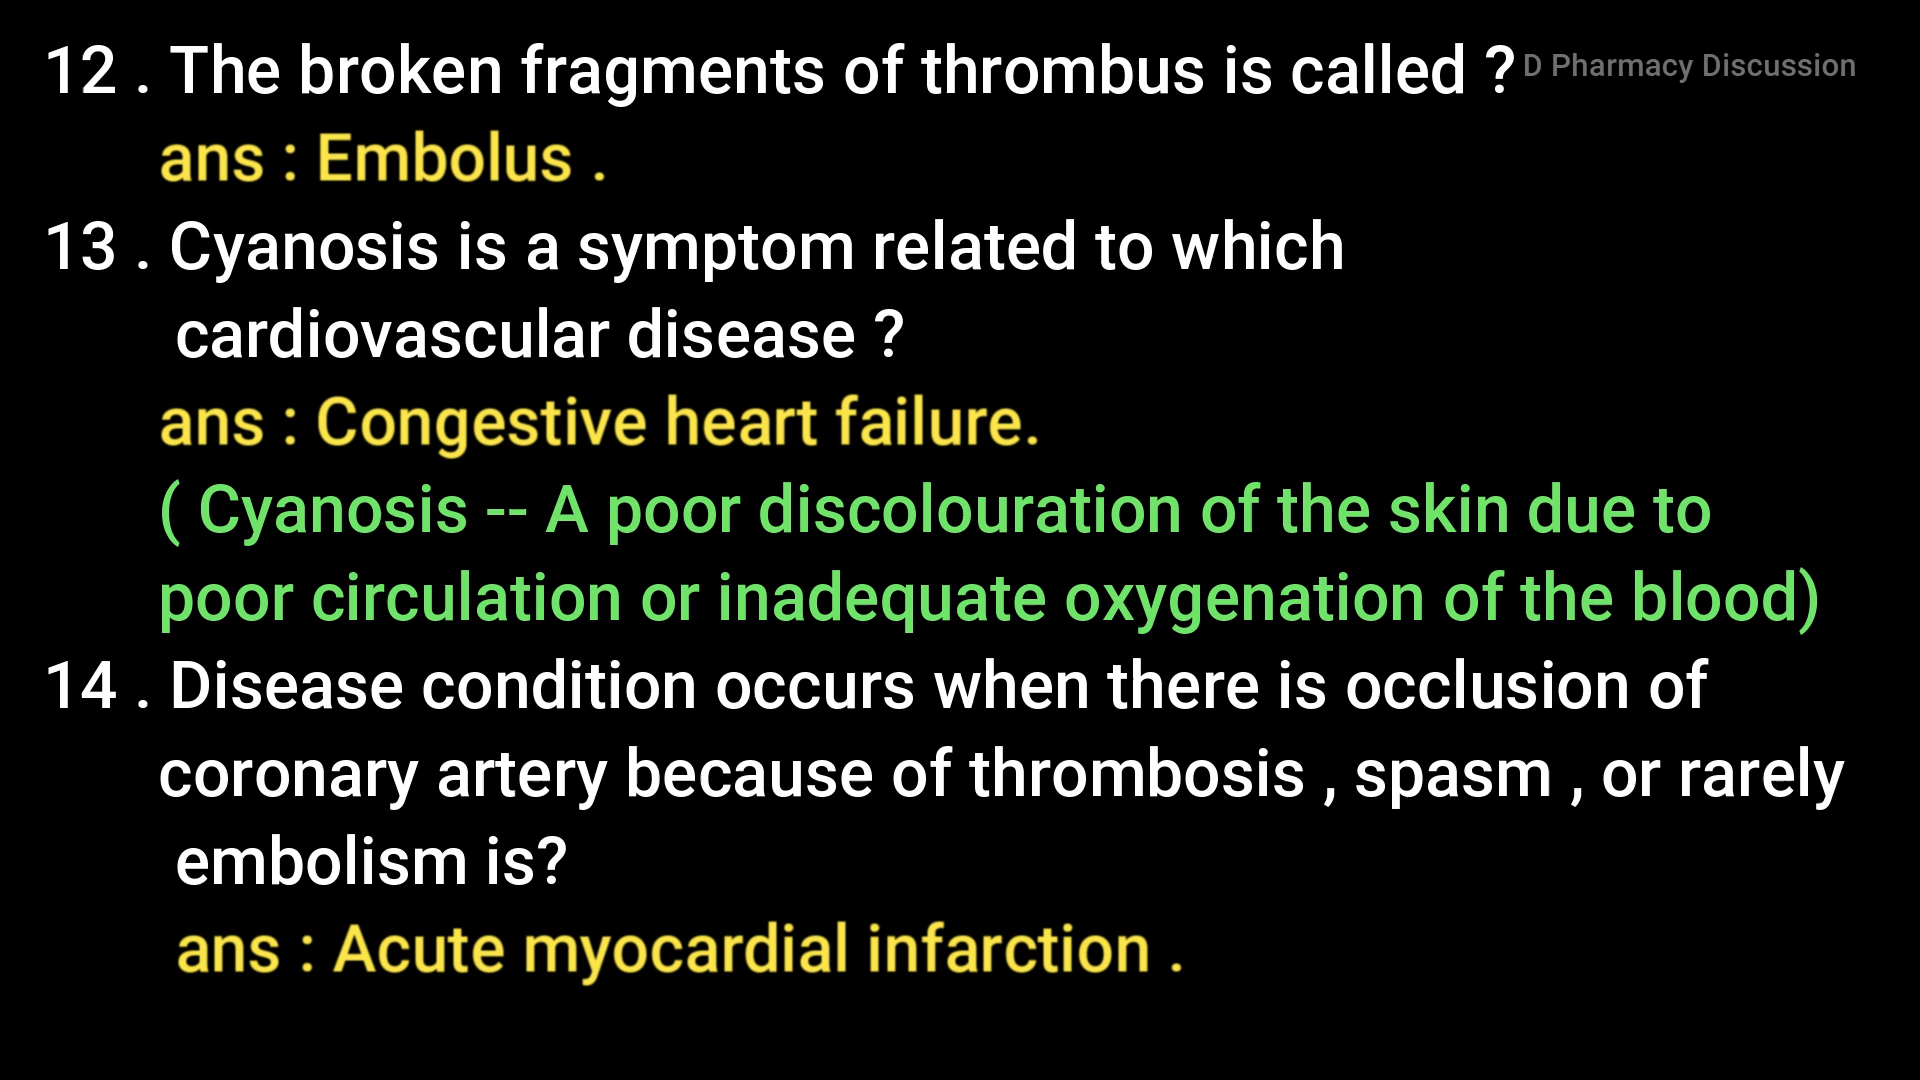 12 . The broken fragments of thrombus is called ? D Pharmacy Discussion
ans : Embolus .
13 . Cyanosis is a symptom related to which
cardiovascular disease ?
ans : Congestive heart failure.
( Cyanosis -- A poor discolouration of the skin due to
poor circulation or inadequate oxygenation of the blood)
14 . Disease condition occurs when there is occlusion of
coronary artery because of thrombosis , spasm , or rarely
embolism is?
ans : Acute myocardial infarction .